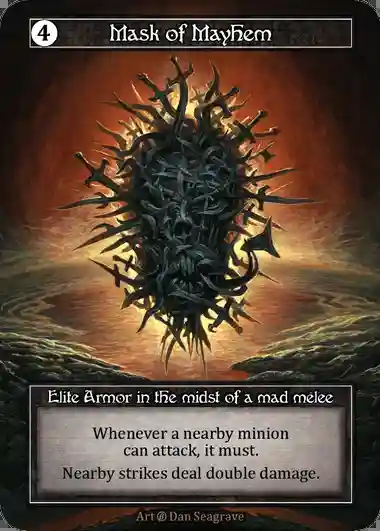 4
Mask of Mayhem
Elite Armor in the midst of a mad melee
Whenever a nearby minion
can attack, it must.
Nearby strikes deal double damage.
Art @ Dan Seagrave